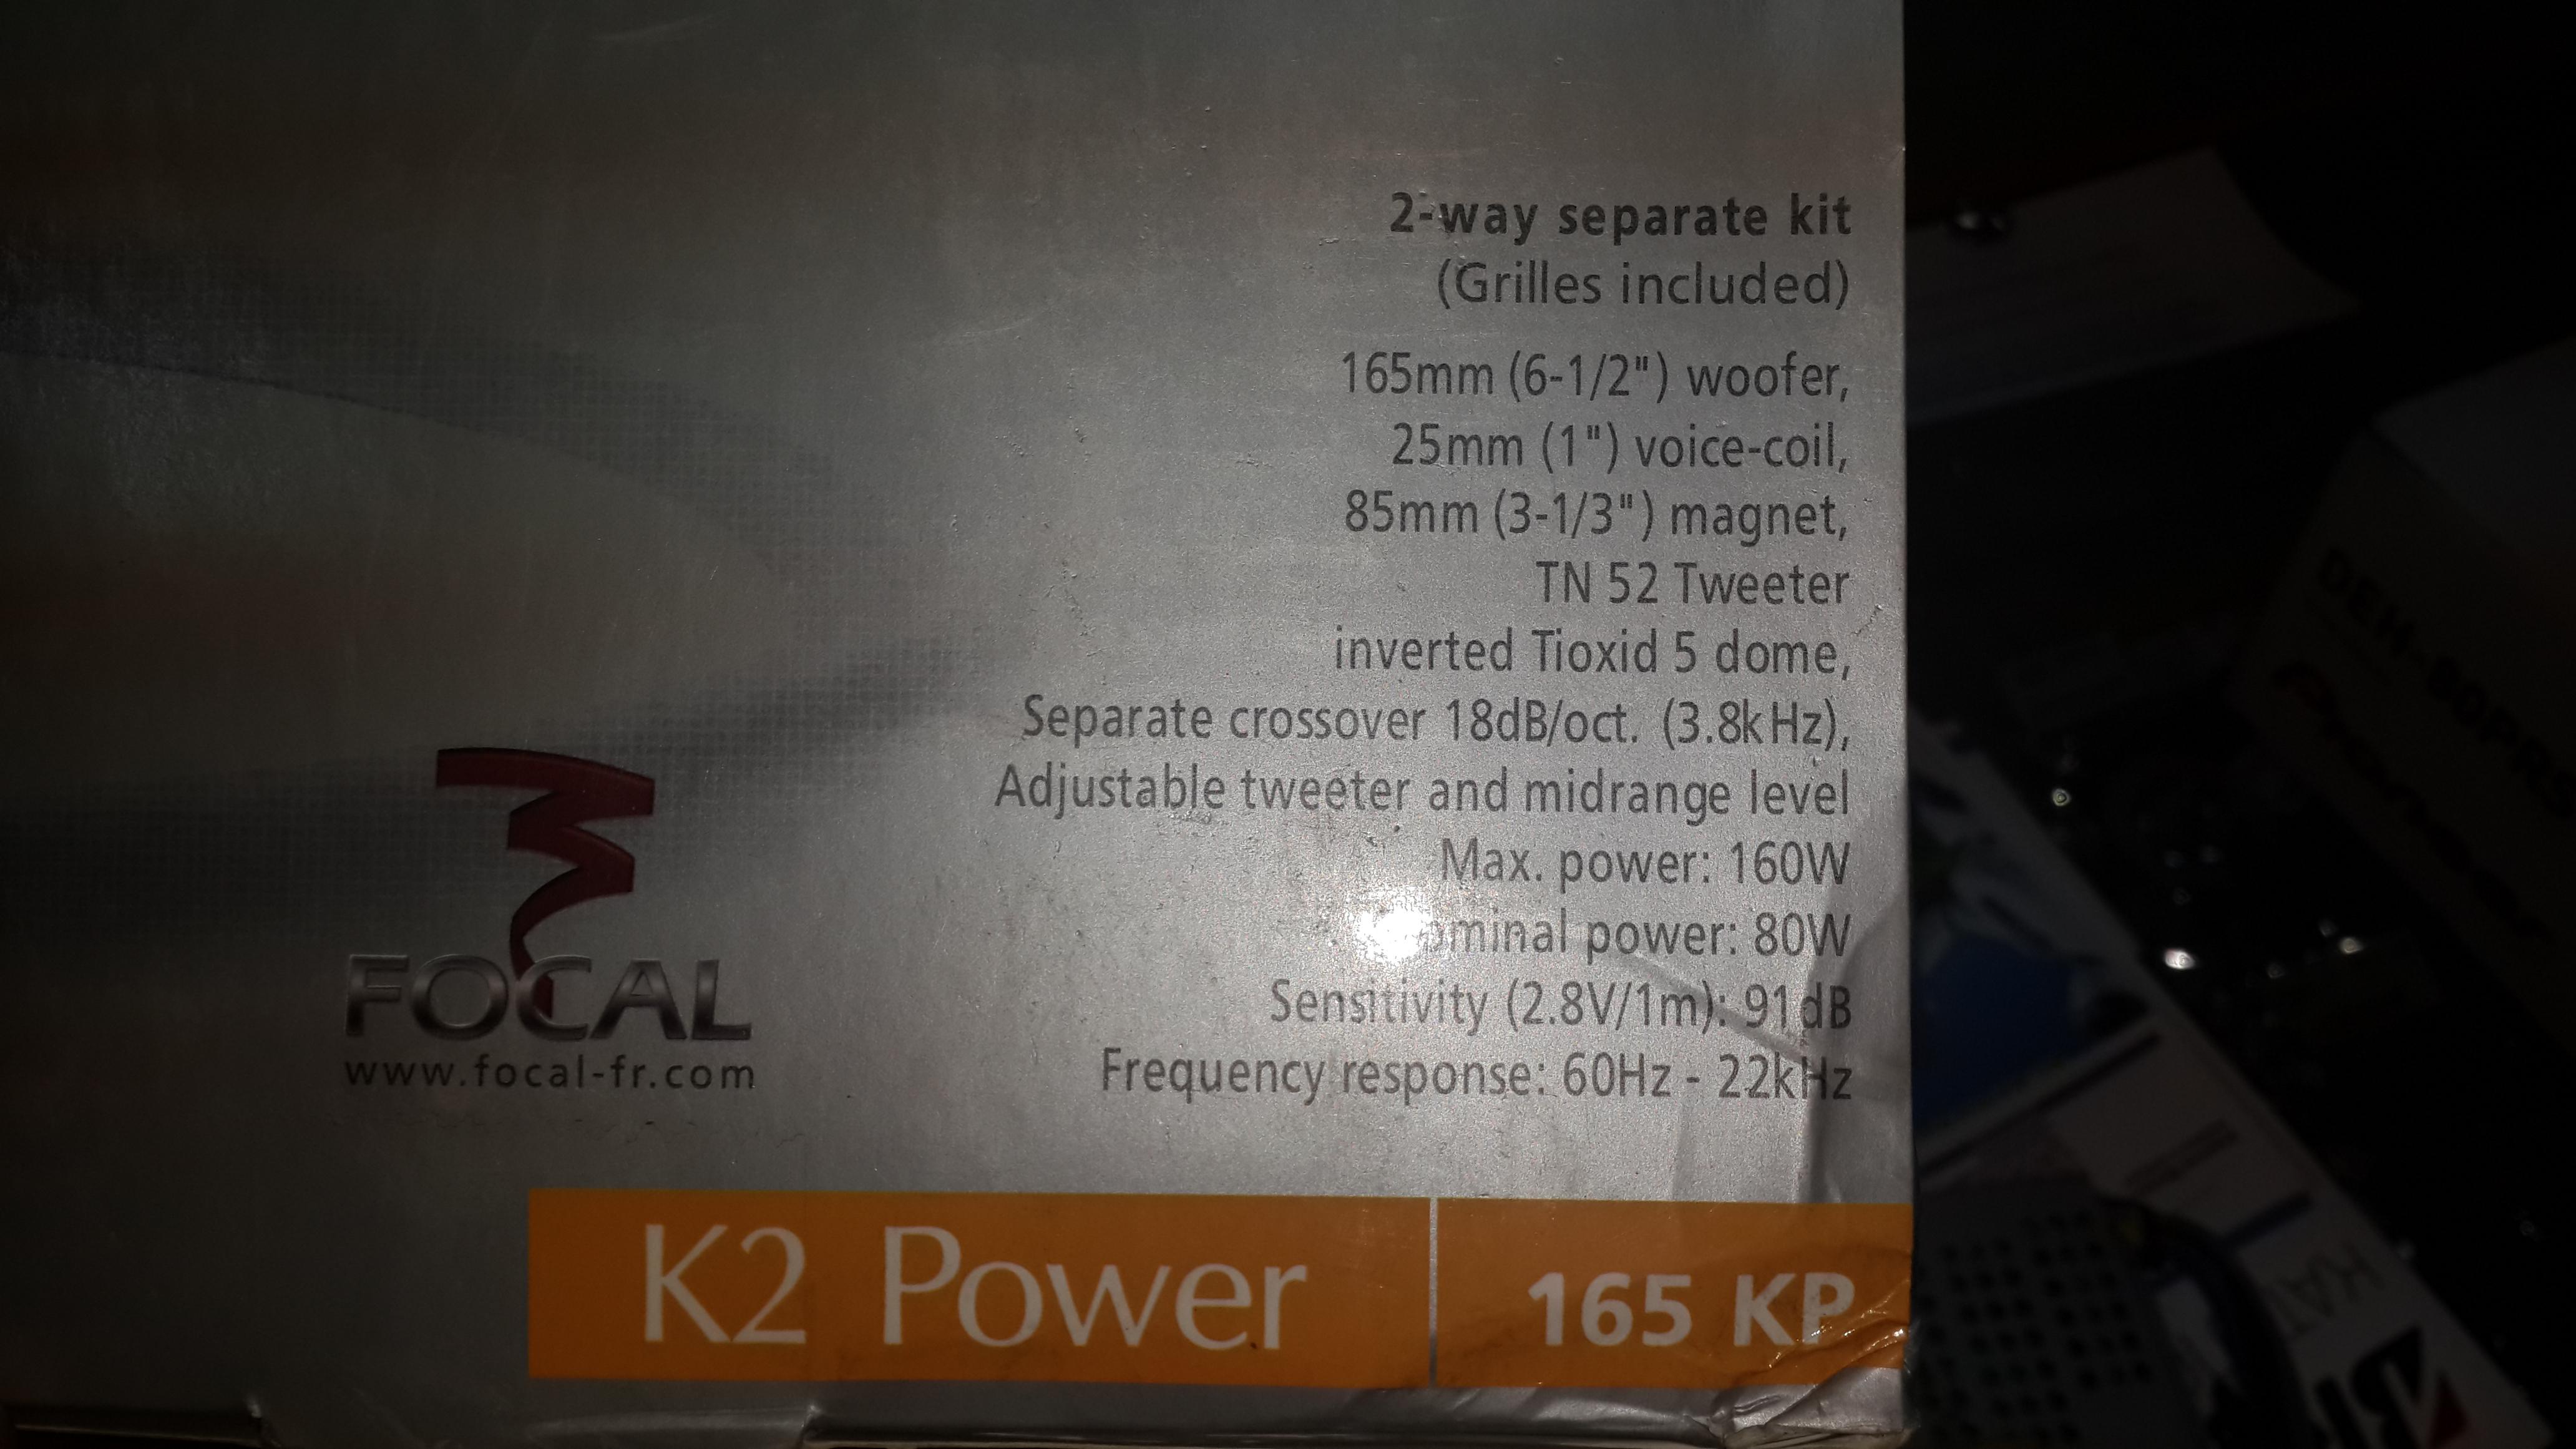 2-way separate kit
(Grilles included)
165mm (6-1/2") woofer,
25mm (1") voice-coil,
85mm (3-1/3") magnet,
TN 52 Tweeter
inverted Tioxid 5 dome,
Separate crossover 18dB/oct. (3.8kHz),
Adjustable tweeter and midrange level
Max. power: 160W
power: 80W
Sensitivity (2.8V/1m): 91dB
Frequency response: 60Hz - 22kHz
FOCAL
www.focal-fr.com
K2 Power
165 KP